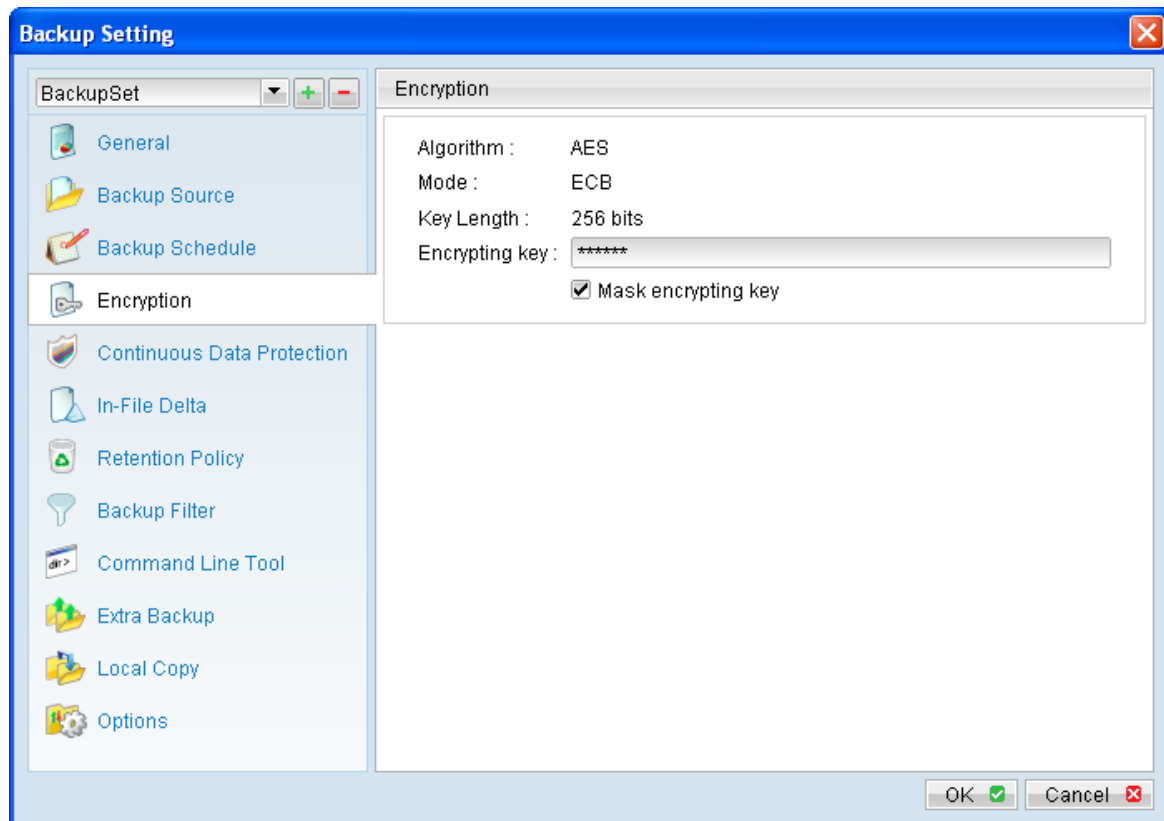 Backup Setting
BackupSet
General
Backup Source
Backup Schedule
Encryption
Continuous Data Protection
In-File Delta
Retention Policy
Backup Filter
dir>
Command Line Tool
Extra Backup
Local Copy
Options
Encryption
Algorithm : AES
Mode : ECB
Key Length : 256 bits
Encrypting key : ******
Mask encrypting key
OK
Cancel